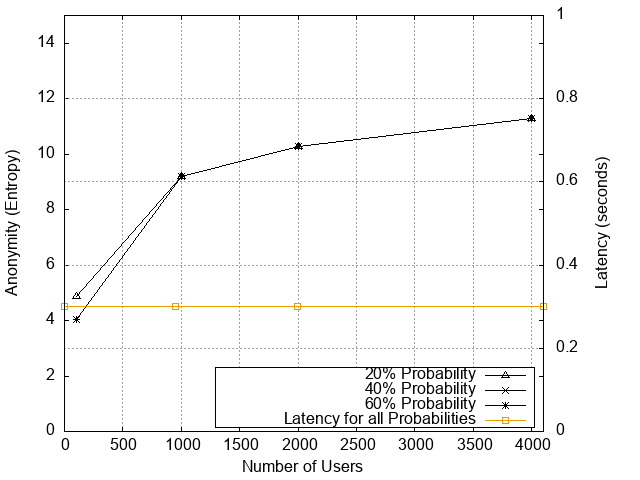 14
12
10
8
6
4
2
0
Anonymity (Entropy)
1
0.8
0.6
0.4
0.2
0
Latency (seconds)
20% Probability
40% Probability
60% Probability
Latency for all Probabilities
0 500 1000 1500 2000 2500 3000 3500 4000
Number of Users